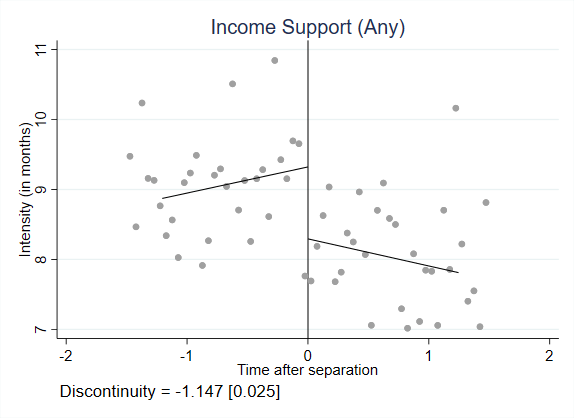 Income Support (Any)
Intensity (in months)
11
10
9
8
7
-2 -1 0 1 2
Time after separation
Discontinuity = -1.147 [0.025]